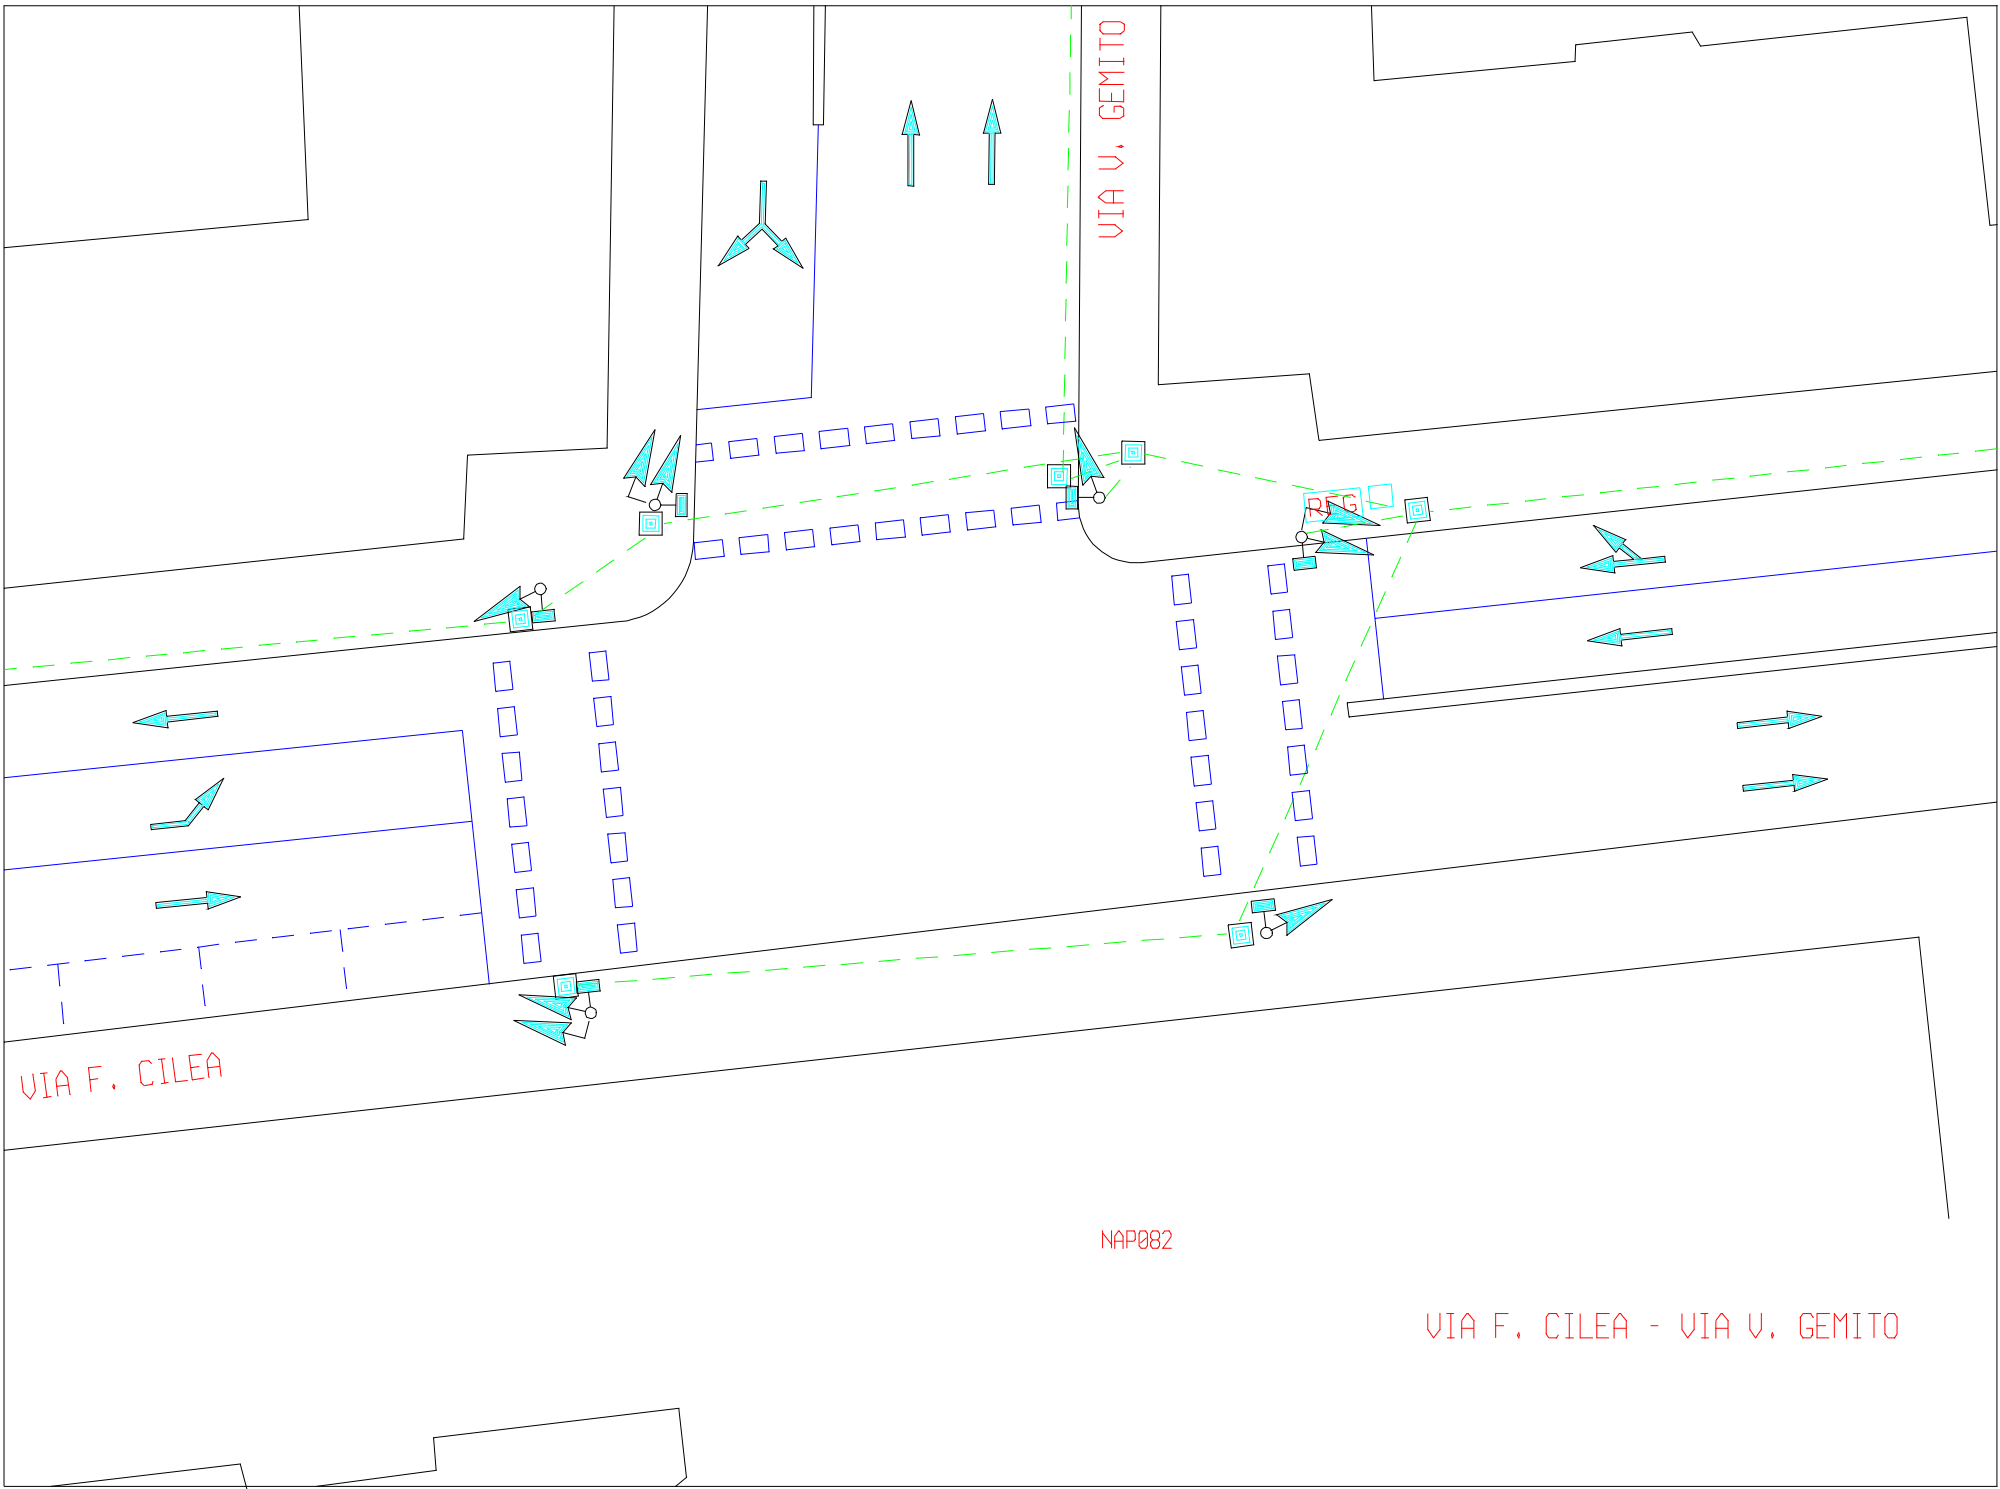 VIA V. GEMITO
REG
VIA F. CILEA
NAP082
VIA F. CILEA - VIA V. GEMITO